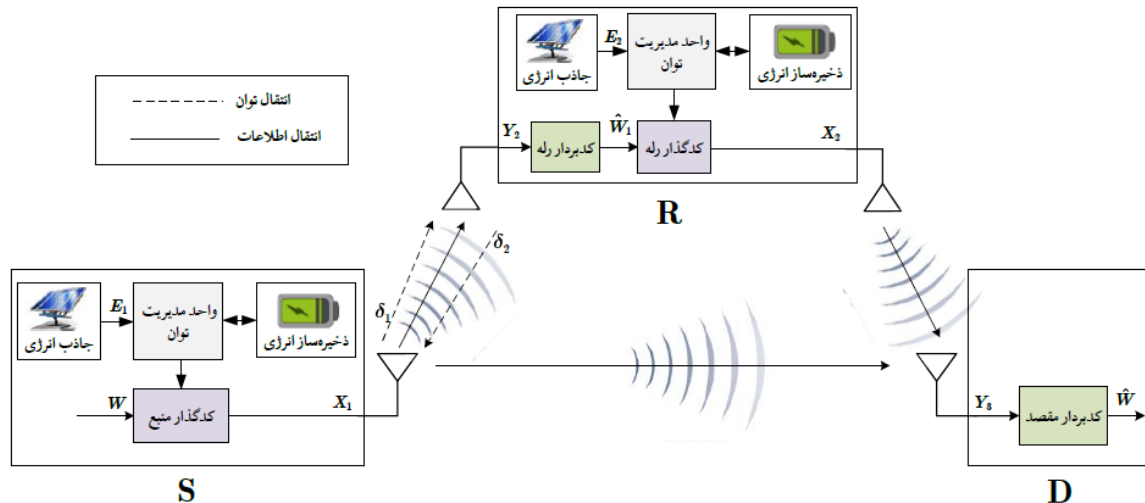 انتقال توان
انتقال اطلاعات
E₂
واحد مدیریت
توان
جاذب انرژی
ذخیره‌ساز انرژی
Y₂
کدبردار رله
Ŵ₁
کدگذار رله
X₂
R
δ₁
δ₂
E₁
واحد مدیریت
توان
جاذب انرژی
ذخیره‌ساز انرژی
W
کدگذار منبع
X₁
S
Y₃
کدبردار مقصد
Ŵ
D